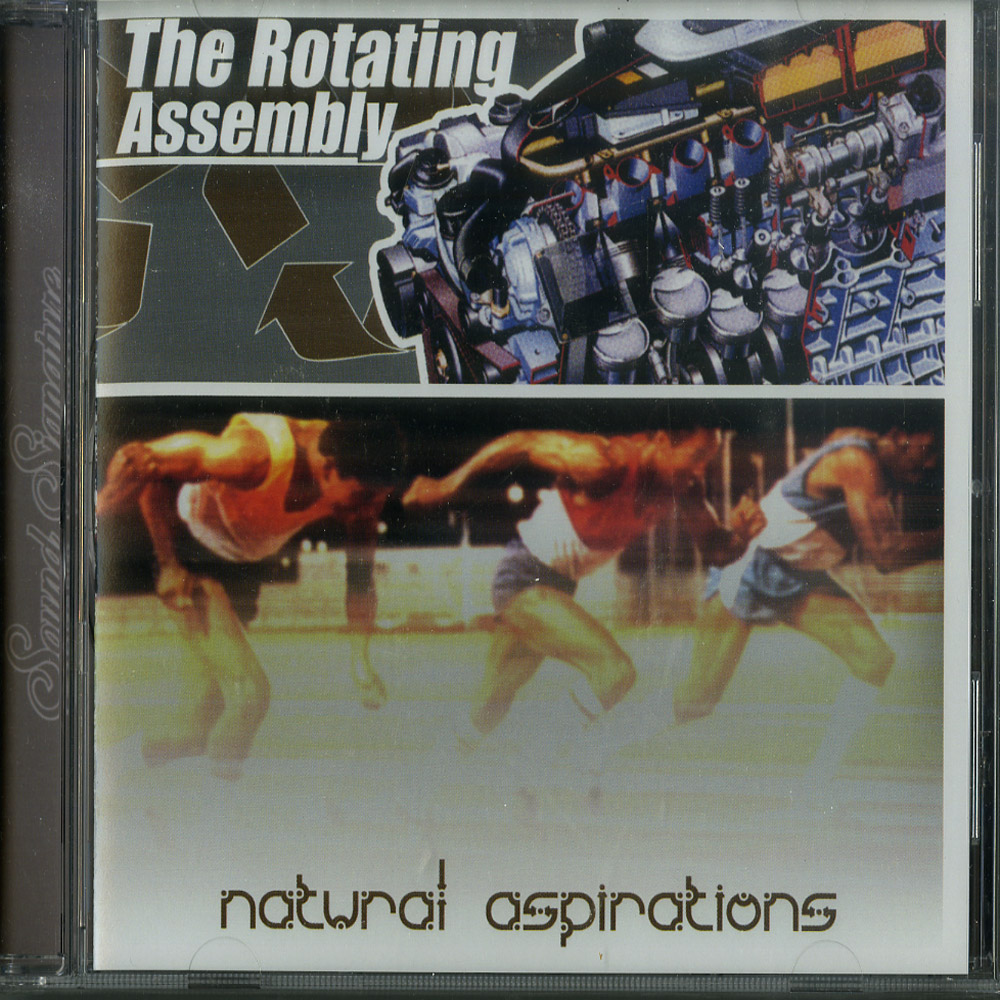 The Rotating
Assembly
Sound Signature
natural aspirations